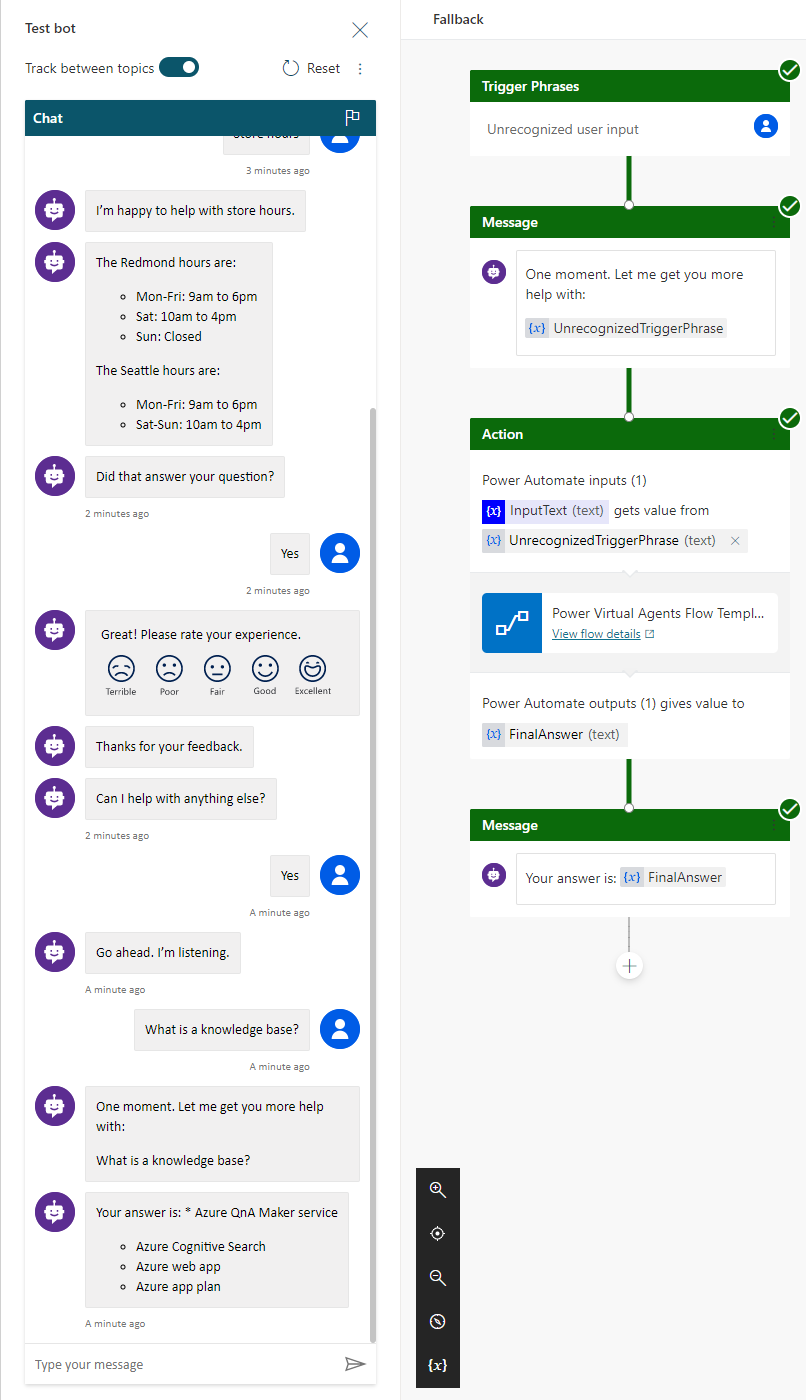 Test bot
Track between topics
Reset
Chat
Store hours
3 minutes ago
I'm happy to help with store hours.
The Redmond hours are:
Mon-Fri: 9am to 6pm
Sat: 10am to 4pm
Sun: Closed
The Seattle hours are:
Mon-Fri: 9am to 6pm
Sat-Sun: 10am to 4pm
Did that answer your question?
2 minutes ago
Yes
2 minutes ago
Great! Please rate your experience.
Terrible Poor Fair Good Excellent
Thanks for your feedback.
Can I help with anything else?
2 minutes ago
Yes
A minute ago
Go ahead. I'm listening.
A minute ago
What is a knowledge base?
A minute ago
One moment. Let me get you more help
with:
What is a knowledge base?
Your answer is: * Azure QnA Maker service
Azure Cognitive Search
Azure web app
Azure app plan
A minute ago
Type your message
Fallback
Trigger Phrases
Unrecognized user input
Message
One moment. Let me get you more
help with:
{x} UnrecognizedTriggerPhrase
Action
Power Automate inputs (1)
{x} InputText (text) gets value from
{x} UnrecognizedTriggerPhrase (text)
Power Virtual Agents Flow Templ...
View flow details
Power Automate outputs (1) gives value to
{x} FinalAnswer (text)
Message
Your answer is: {x} FinalAnswer
{x}